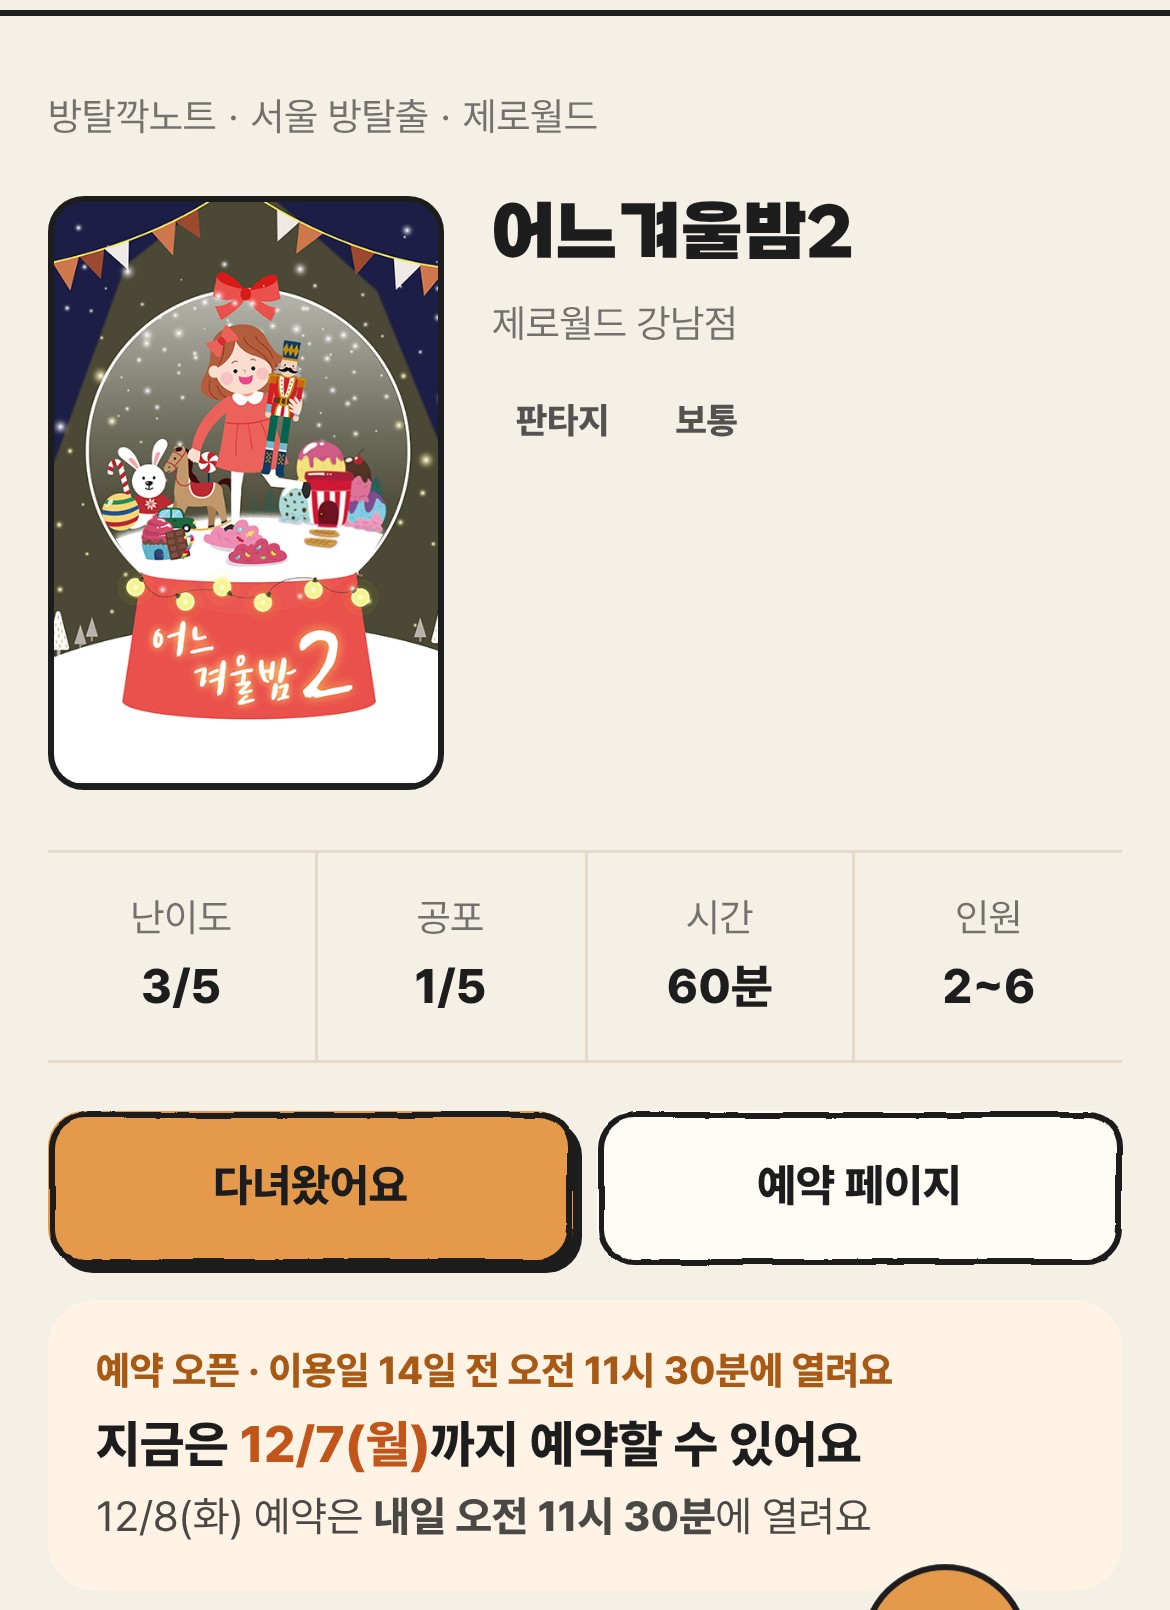 방탈깍노트 · 서울 방탈출 · 제로월드
어느겨울밤2
제로월드 강남점
판타지 보통
어느
겨울밤2
난이도 공포 시간 인원
3/5 1/5 60분 2~6
다녀왔어요 예약 페이지
예약 오픈 · 이용일 14일 전 오전 11시 30분에 열려요
지금은 12/7(월)까지 예약할 수 있어요
12/8(화) 예약은 내일 오전 11시 30분에 열려요